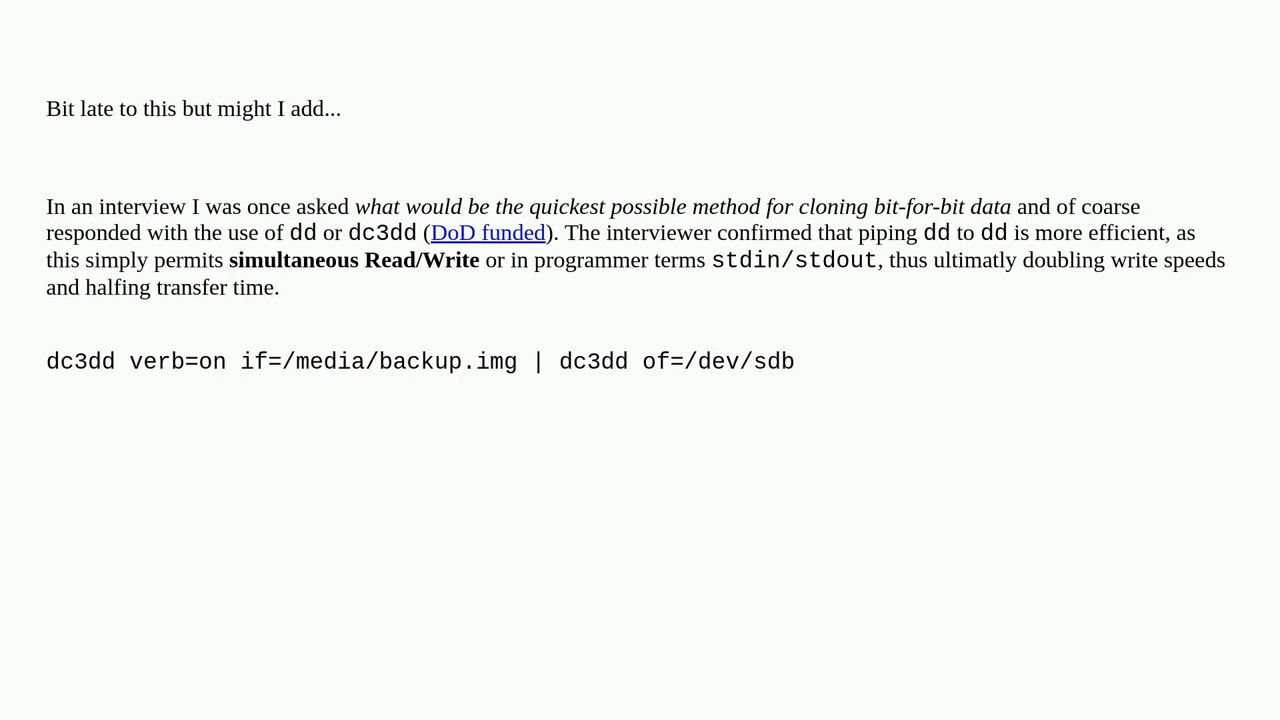 Bit late to this but might I add...
In an interview I was once asked what would be the quickest possible method for cloning bit-for-bit data and of coarse
responded with the use of dd or dc3dd (DoD funded). The interviewer confirmed that piping dd to dd is more efficient, as
this simply permits simultaneous Read/Write or in programmer terms stdin/stdout, thus ultimatly doubling write speeds
and halfing transfer time.
dc3dd verb=on if=/media/backup.img | dc3dd of=/dev/sdb